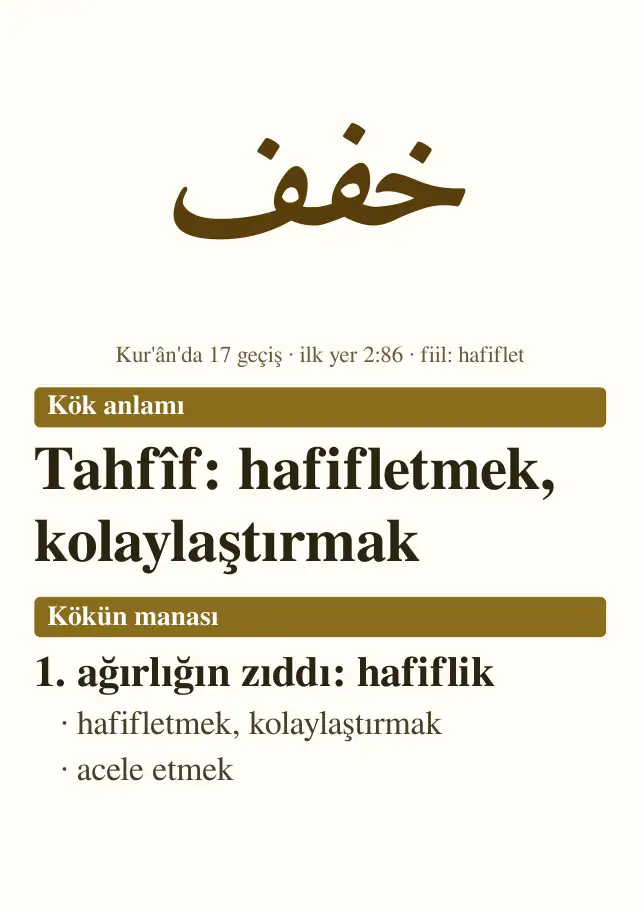 خفف
Kur'ân'da 17 geçiş · ilk yer 2:86 · fiil: hafiflet
Kök anlamı
Tahfîf: hafifletmek,
kolaylaştırmak
Kökün manası
1. ağırlığın zıddı: hafiflik
· hafifletmek, kolaylaştırmak
· acele etmek